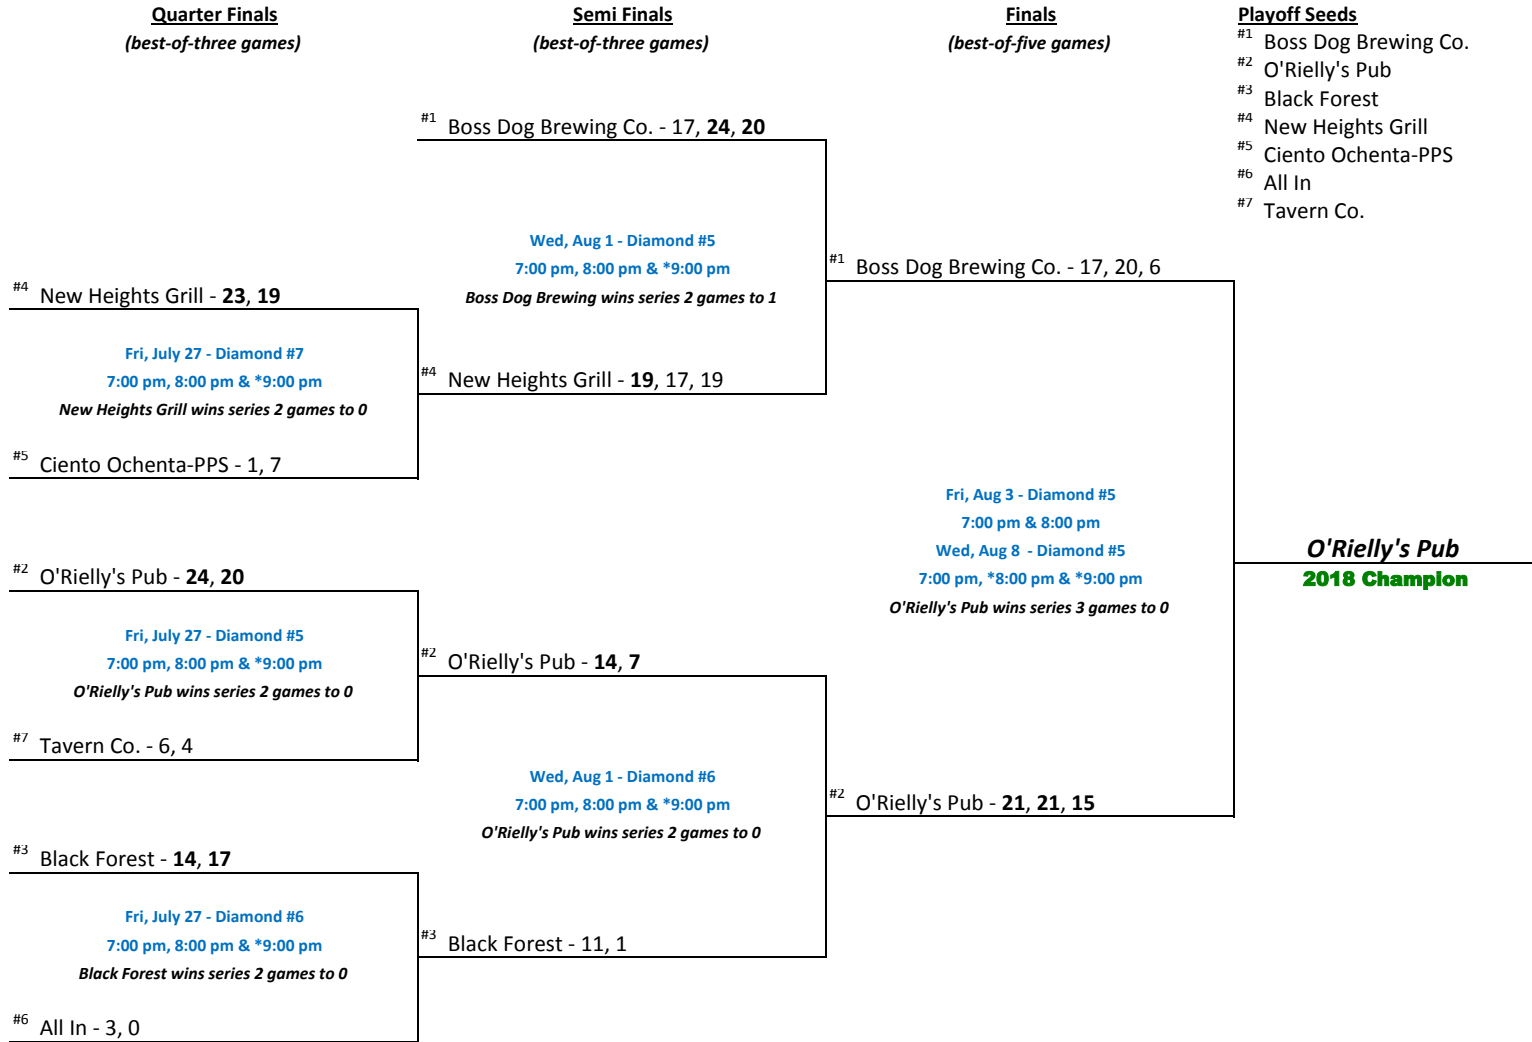 Quarter Finals
(best-of-three games)
Semi Finals
(best-of-three games)
Finals
(best-of-five games)
Playoff Seeds
#1 Boss Dog Brewing Co.
#2 O'Rielly's Pub
#3 Black Forest
#4 New Heights Grill
#5 Ciento Ochenta-PPS
#6 All In
#7 Tavern Co.
#4 New Heights Grill - 23, 19
Fri, July 27 - Diamond #7
7:00 pm, 8:00 pm & *9:00 pm
New Heights Grill wins series 2 games to 0
#5 Ciento Ochenta-PPS - 1, 7
#2 O'Rielly's Pub - 24, 20
Fri, July 27 - Diamond #5
7:00 pm, 8:00 pm & *9:00 pm
O'Rielly's Pub wins series 2 games to 0
#7 Tavern Co. - 6, 4
#3 Black Forest - 14, 17
Fri, July 27 - Diamond #6
7:00 pm, 8:00 pm & *9:00 pm
Black Forest wins series 2 games to 0
#6 All In - 3, 0
#1 Boss Dog Brewing Co. - 17, 24, 20
Wed, Aug 1 - Diamond #5
7:00 pm, 8:00 pm & *9:00 pm
Boss Dog Brewing wins series 2 games to 1
#4 New Heights Grill - 19, 17, 19
#2 O'Rielly's Pub - 14, 7
Wed, Aug 1 - Diamond #6
7:00 pm, 8:00 pm & *9:00 pm
O'Rielly's Pub wins series 2 games to 0
#3 Black Forest - 11, 1
#1 Boss Dog Brewing Co. - 17, 20, 6
Fri, Aug 3 - Diamond #5
7:00 pm & 8:00 pm
Wed, Aug 8 - Diamond #5
7:00 pm, *8:00 pm & *9:00 pm
O'Rielly's Pub wins series 3 games to 0
#2 O'Rielly's Pub - 21, 21, 15
O'Rielly's Pub
2018 Champion